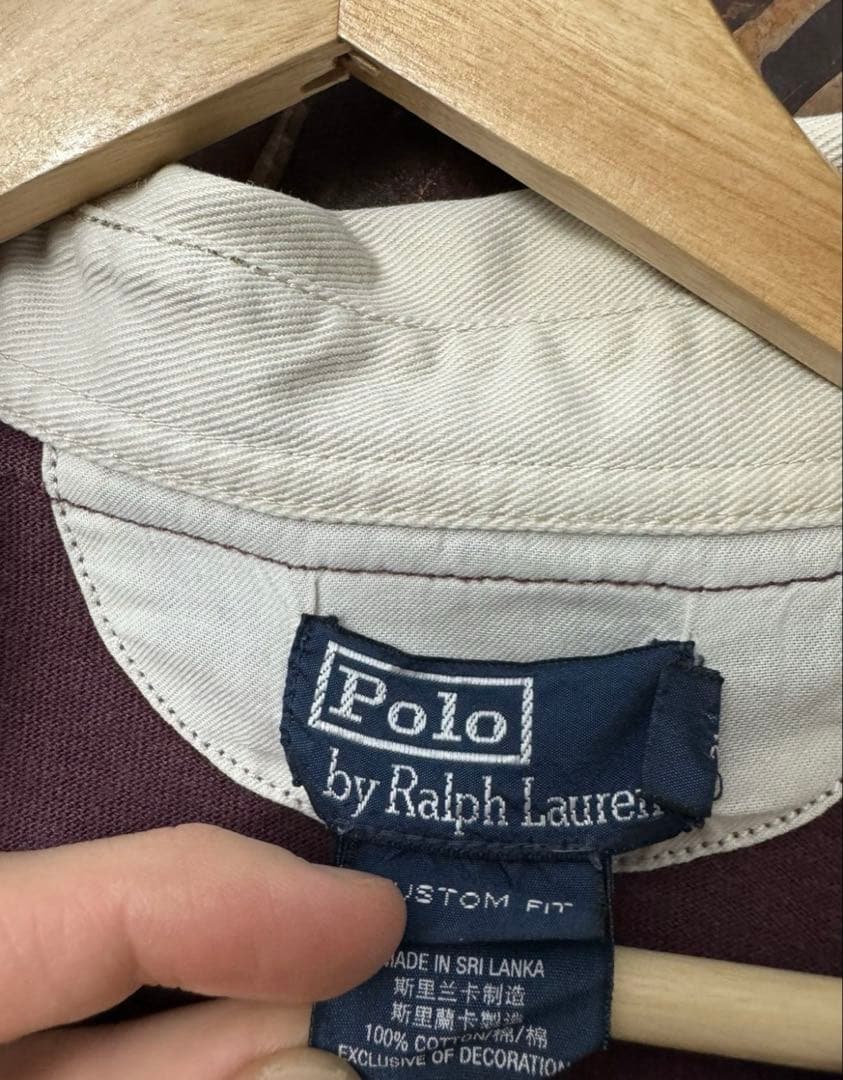 Polo
by Ralph Lauren
CUSTOM FIT
MADE IN SRI LANKA
斯里兰卡制造
斯里蘭卡製造
100% COTTON/棉/棉
EXCLUSIVE OF DECORATION